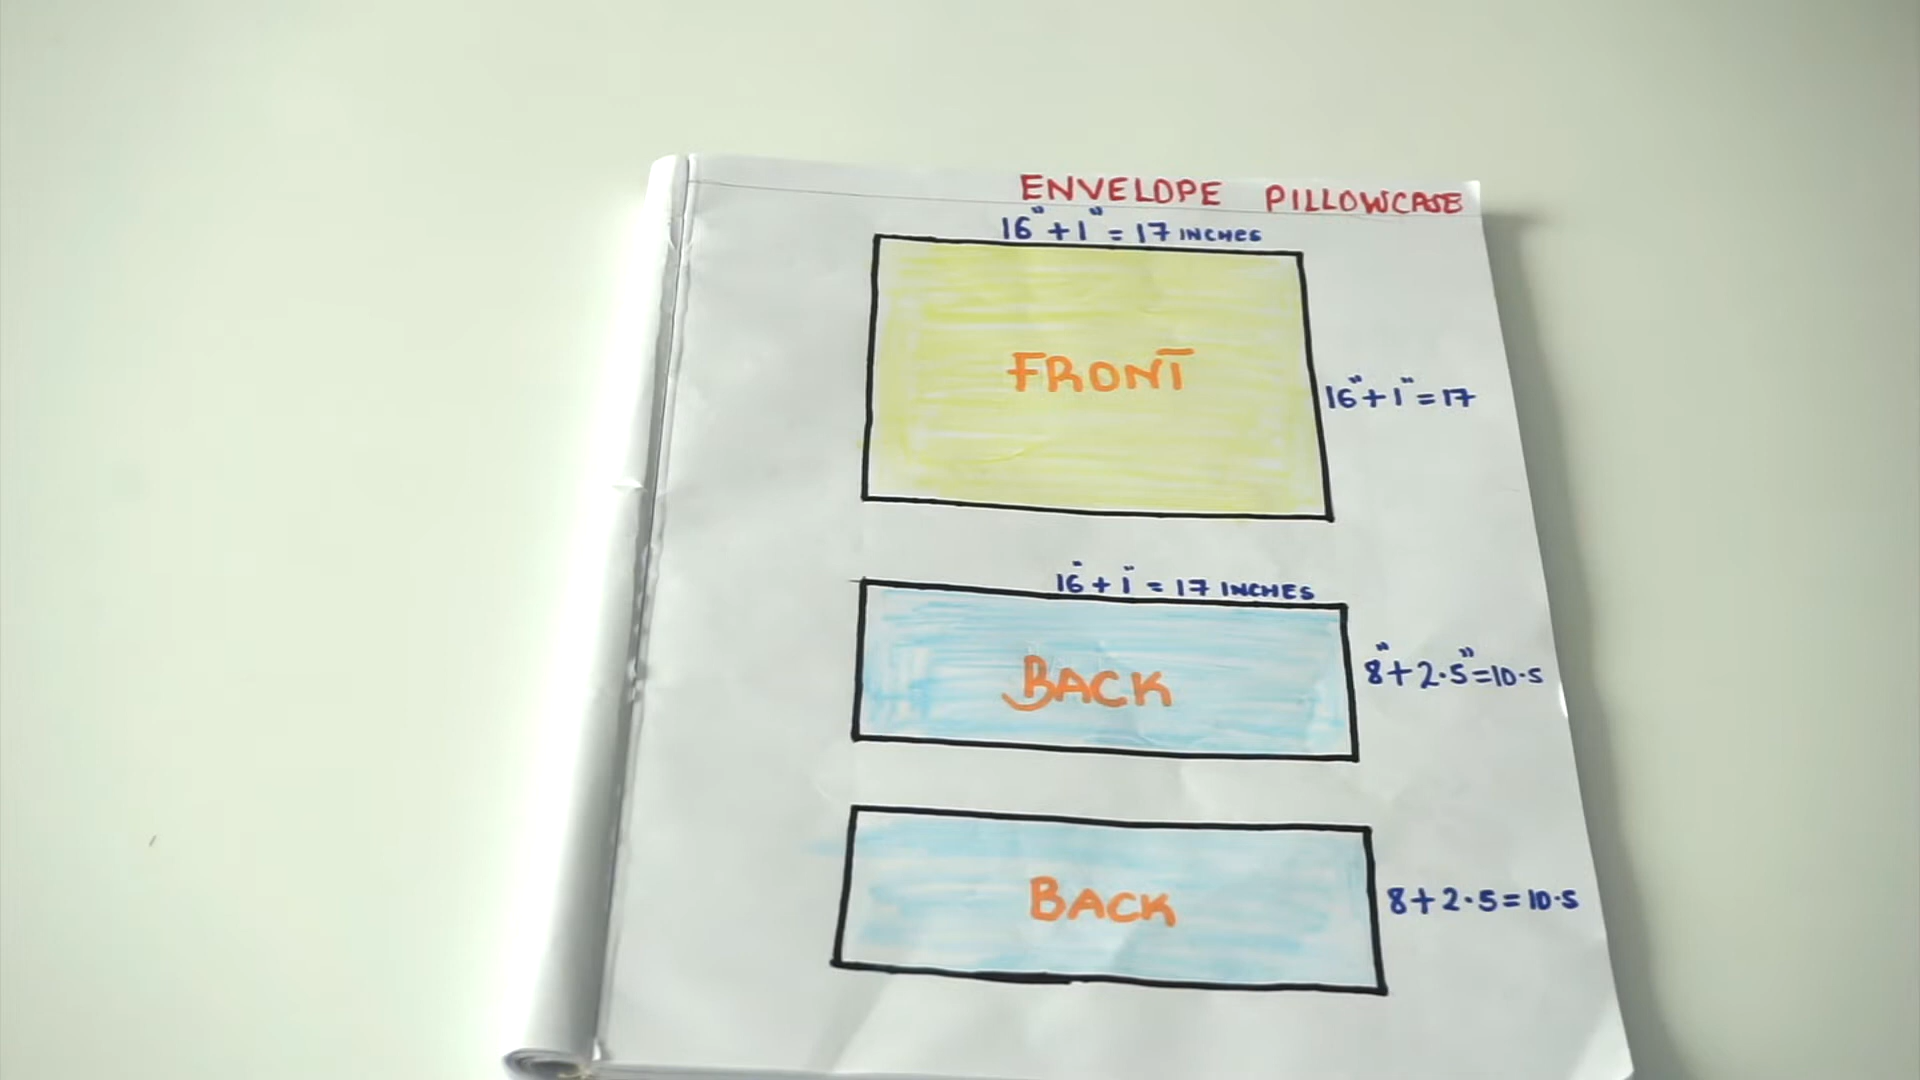 ENVELOPE PILLOWCASE
16"+1" = 17 INCHES
FRONT
16"+1"=17
16"+1" = 17 INCHES
BACK
8"+2.5"=10.5
BACK
8+2.5=10.5